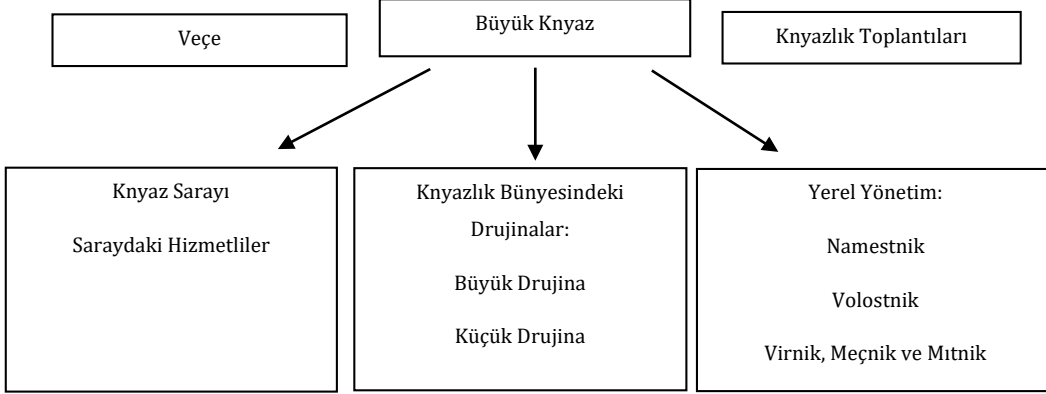 Veçe
Büyük Knyaz
Knyazlık Toplantıları
Knyaz Sarayı
Saraydaki Hizmetliler
Knyazlık Bünyesindeki
Drujinalar:
Büyük Drujina
Küçük Drujina
Yerel Yönetim:
Namestnik
Volostnik
Virnik, Meçnik ve Mıtnik